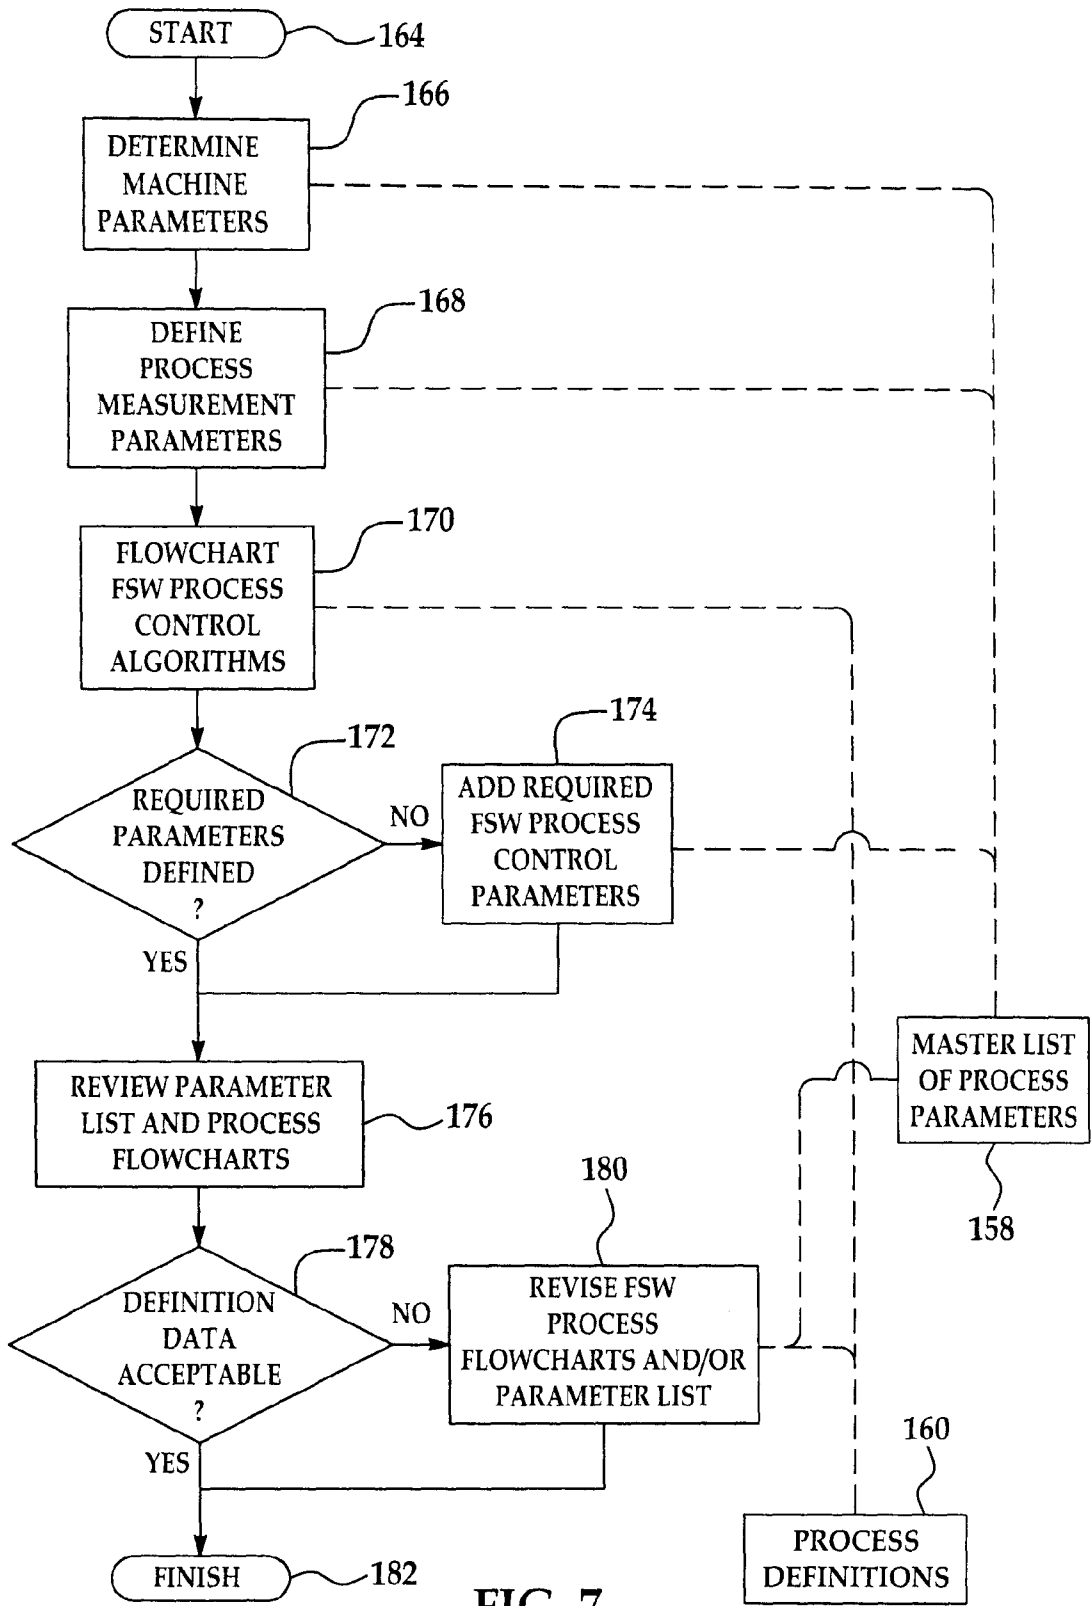 START
164
166
DETERMINE
MACHINE
PARAMETERS
168
DEFINE
PROCESS
MEASUREMENT
PARAMETERS
170
FLOWCHART
FSW PROCESS
CONTROL
ALGORITHMS
172
REQUIRED
PARAMETERS
DEFINED
?
NO
174
ADD REQUIRED
FSW PROCESS
CONTROL
PARAMETERS
YES
MASTER LIST
OF PROCESS
PARAMETERS
158
REVIEW PARAMETER
LIST AND PROCESS
FLOWCHARTS
176
178
DEFINITION
DATA
ACCEPTABLE
?
NO
180
REVISE FSW
PROCESS
FLOWCHARTS AND/OR
PARAMETER LIST
YES
160
PROCESS
DEFINITIONS
FINISH
182
FIG. 7